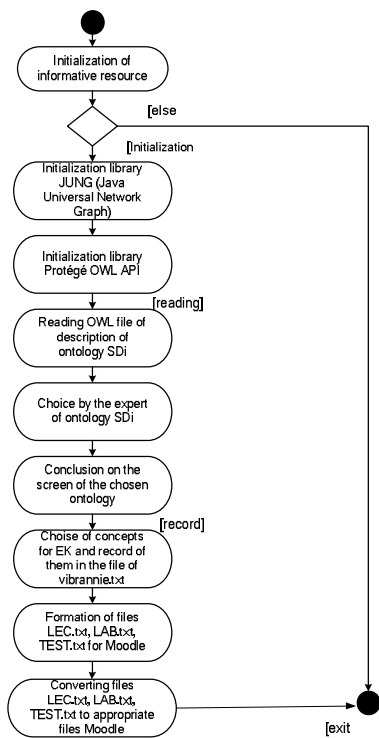 Initialization of
informative resource
[else
[Initialization
Initialization library
JUNG (Java
Universal Network
Graph)
Initialization library
Protégé OWL API
[reading]
Reading OWL file of
description of
ontology SDi
Choice by the expert
of ontology SDi
Conclusion on the
screen of the chosen
ontology
[record]
Choise of concepts
for EK and record of
them in the file of
vibrannie.txt
Formation of files
LEC.txt, LAB.txt,
TEST.txt for Moodle
Converting files
LEC.txt, LAB.txt,
TEST.txt to appropriate
files Moodle
[exit